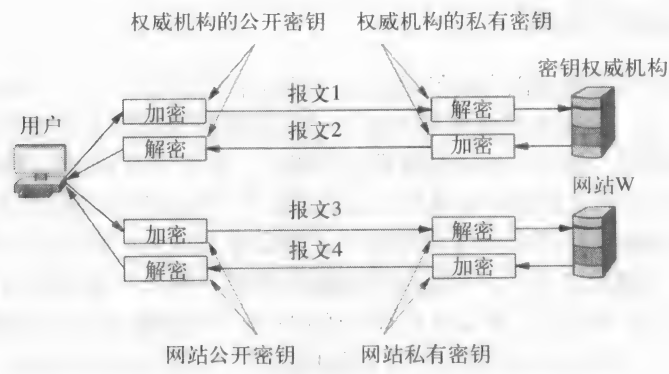 权威机构的公开密钥 权威机构的私有密钥
密钥权威机构
用户
加密 报文1 解密
解密 报文2 加密
网站W
加密 报文3 解密
解密 报文4 加密
网站公开密钥 网站私有密钥